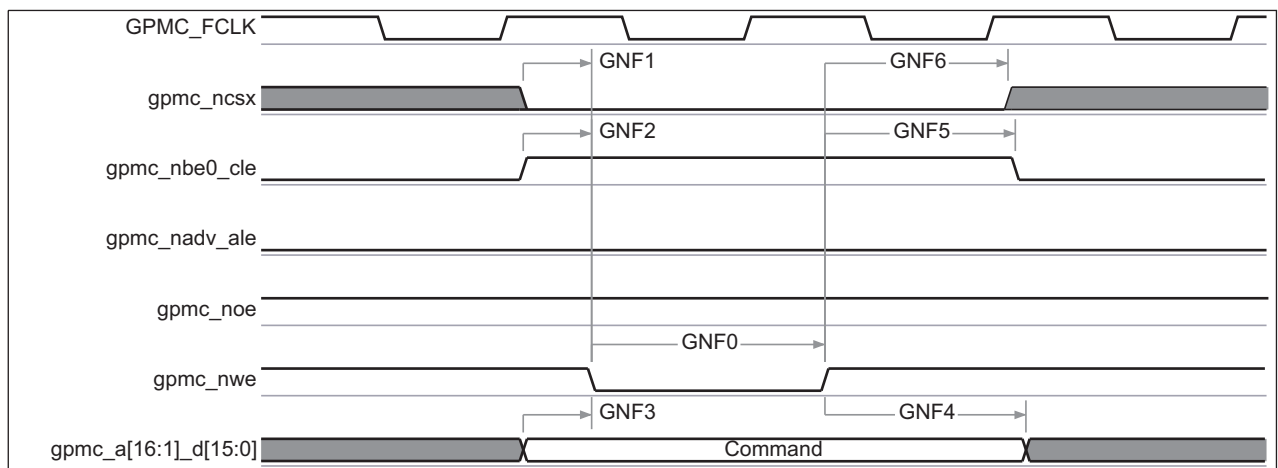 GPMC_FCLK
GNF1
GNF6
gpmc_ncsx
GNF2
GNF5
gpmc_nbe0_cle
gpmc_nadv_ale
gpmc_noe
GNF0
gpmc_nwe
GNF3
GNF4
gpmc_a[16:1]_d[15:0]
Command